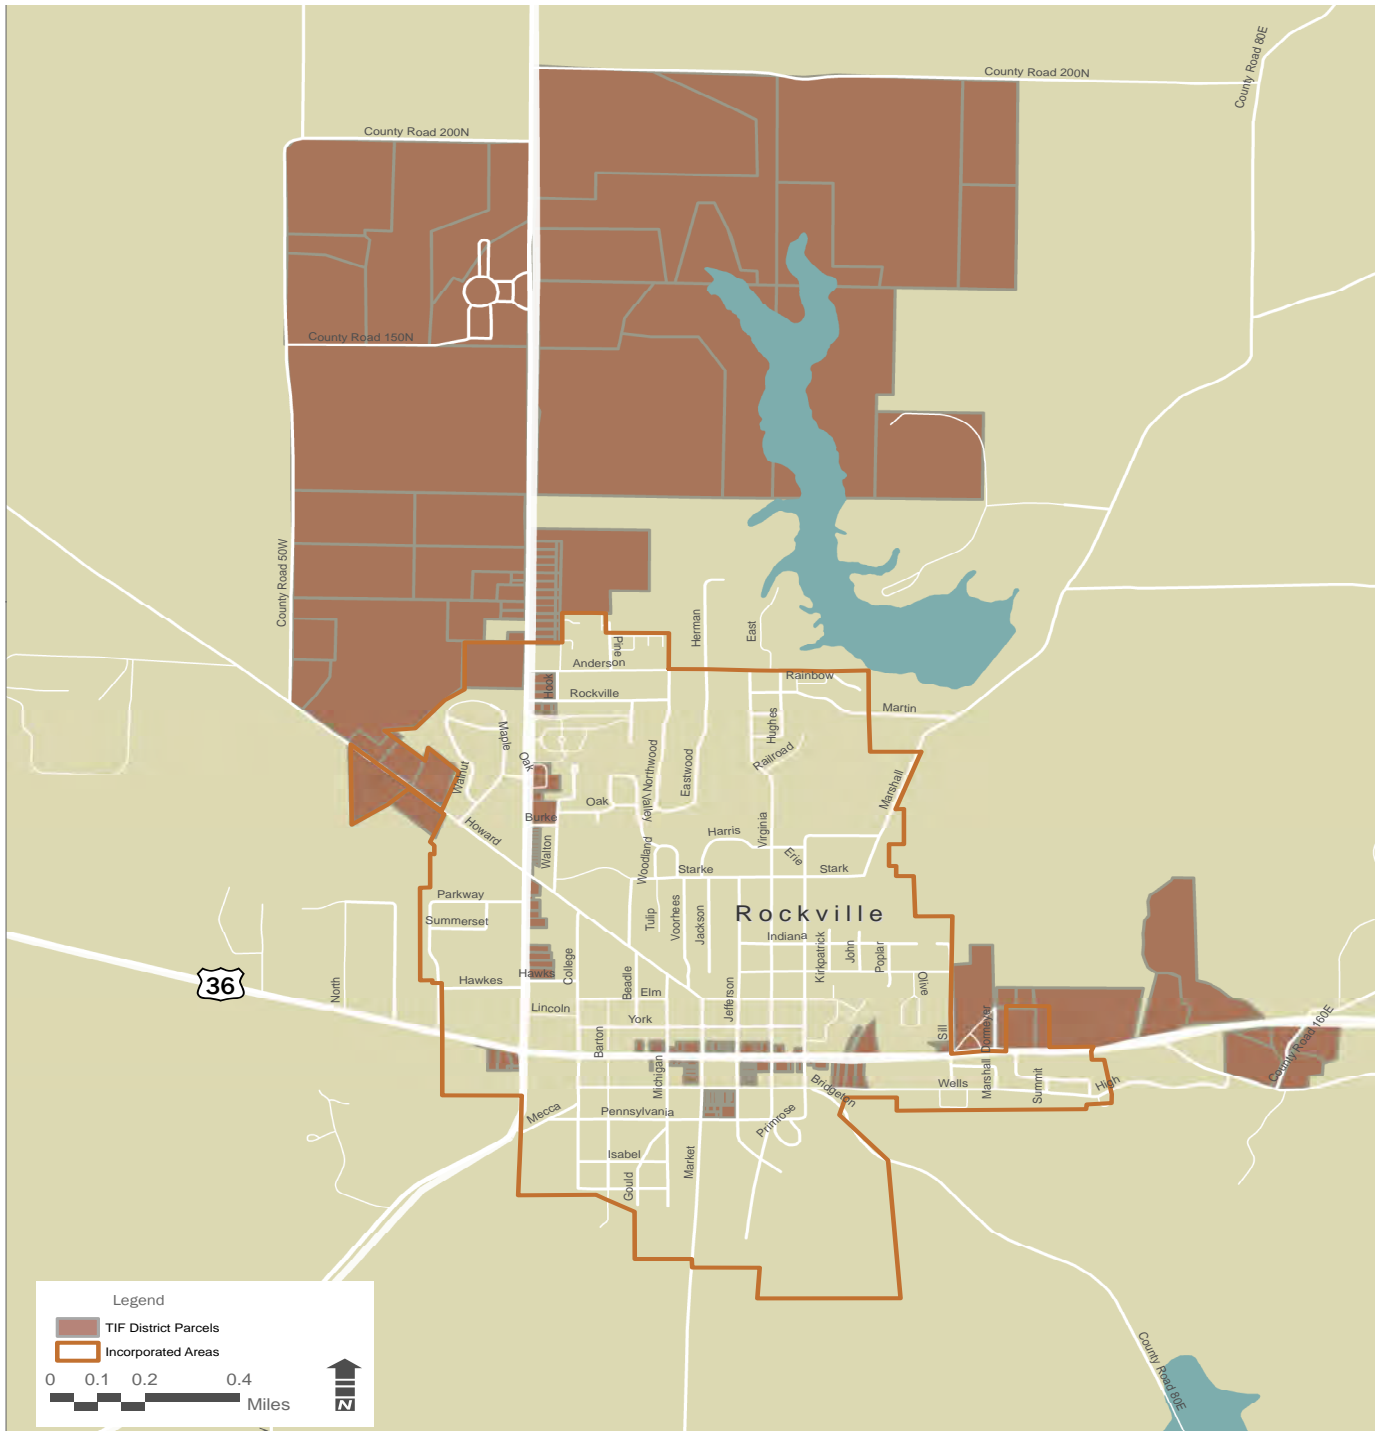 County Road 80E
County Road 200N
County Road 200N
County Road 150N
County Road 50W
Herman
East
Pine
Anderson
Hook
Rockville
Rainbow
Martin
Maple
Hughes
Northwood
Eastwood
Railroad
Oak
Walnut
Valley
Oak
Marshall
Burke
Howard
Harris
Virginia
Walton
Woodland
Erie
Starke
Stark
Parkway
Summerset
Tulip
Voorhees
Jackson
Rockville
Indiana
Kirkpatrick
John
Poplar
36
North
Hawkes
Hawks
College
Beadle
Elm
Jefferson
Olive
Lincoln
York
Sill
Dormeyer
County Road 160E
Barton
Michigan
Bridgeton
Wells
Marshall
Summit
High
Mecca
Pennsylvania
Primrose
Isabel
Gould
Market
County Road 80E
Legend
TIF District Parcels
Incorporated Areas
0 0.1 0.2 0.4
Miles
N